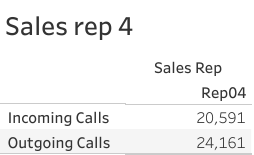 Sales rep 4
Sales Rep
Rep04
Incoming Calls 20,591
Outgoing Calls 24,161